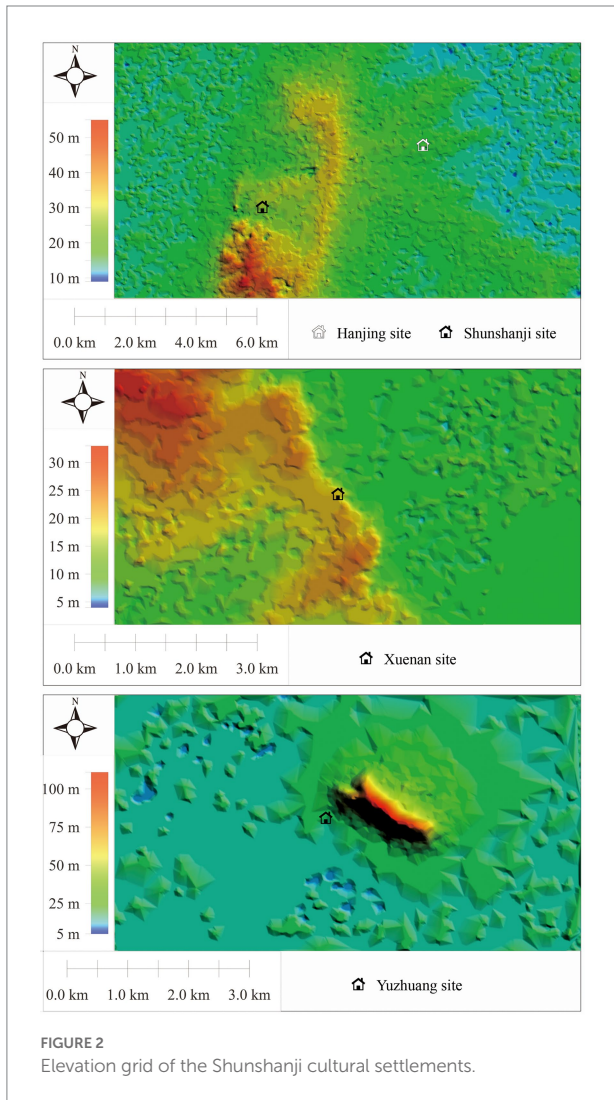 N
50 m
40 m
30 m
20 m
10 m
0.0 km 2.0 km 4.0 km 6.0 km
Hanjing site Shunshanji site
N
30 m
25 m
20 m
15 m
10 m
5 m
0.0 km 1.0 km 2.0 km 3.0 km
Xuenan site
N
100 m
75 m
50 m
25 m
5 m
0.0 km 1.0 km 2.0 km 3.0 km
Yuzhuang site
FIGURE 2
Elevation grid of the Shunshanji cultural settlements.